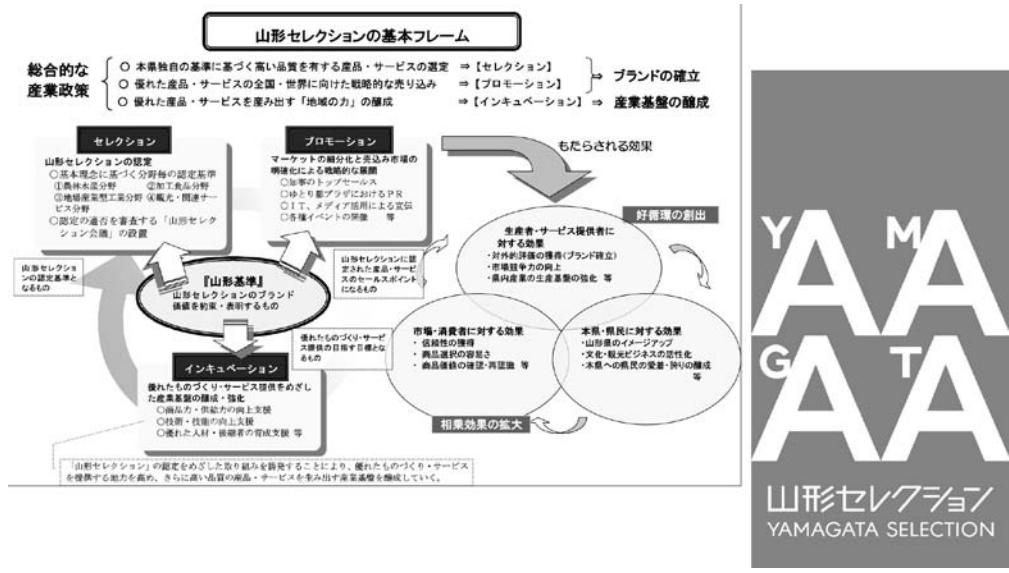 山形セレクションの基本フレーム
総合的な
産業政策
○ 本県独自の基準に基づく高い品質を有する産品・サービスの選定 ⇒【セレクション】
○ 優れた産品・サービスの全国・世界に向けた戦略的な売り込み ⇒【プロモーション】
⇒ ブランドの確立
○ 優れた産品・サービスを産み出す「地域の力」の醸成 ⇒【インキュベーション】 ⇒ 産業基盤の醸成
セレクション
山形セレクションの認定
○基本理念に基づく分野毎の認定基準
①農林水産分野 ②加工食品分野
③地場産業型工業分野 ④観光・関連サー
ビス分野
○認定の適否を審査する「山形セレク
ション会議」の設置
プロモーション
マーケットの細分化と売込み市場の
明確化による戦略的な展開
○知事のトップセールス
○ゆとり都プラザにおけるPR
○IT、メディア活用による宣伝
○各種イベントの開催 等
もたらされる効果
好循環の創出
生産者・サービス提供者に
対する効果
・対外的評価の獲得(ブランド確立)
・市場競争力の向上
・県内産業の生産基盤の強化 等
山形セレクショ
ンの認定基準と
なるもの
『山形基準』
山形セレクションのブランド
価値を約束・表明するもの
山形セレクションに認
定された産品・サービ
スのセールスポイント
になるもの
市場・消費者に対する効果
・信頼性の獲得
・商品選択の容易さ
・商品価値の確認・再認識 等
本県・県民に対する効果
・山形県のイメージアップ
・文化・観光ビジネスの活性化
・本県への県民の愛着・誇りの醸成
等
優れたものづくり・サービ
ス提供の目指す目標とな
るもの
インキュベーション
優れたものづくり・サービス提供をめざし
た産業基盤の醸成・強化
○商品力・供給力の向上支援
○技術・技能の向上支援
○優れた人材・後継者の育成支援 等
相乗効果の拡大
「山形セレクション」の認定をめざした取り組みを誘発することにより、優れたものづくり・サービス
を提供する地力を高め、さらに高い品質の産品・サービスを生み出す産業基盤を醸成していく。
YAMA
GATA
山形セレクション
YAMAGATA SELECTION